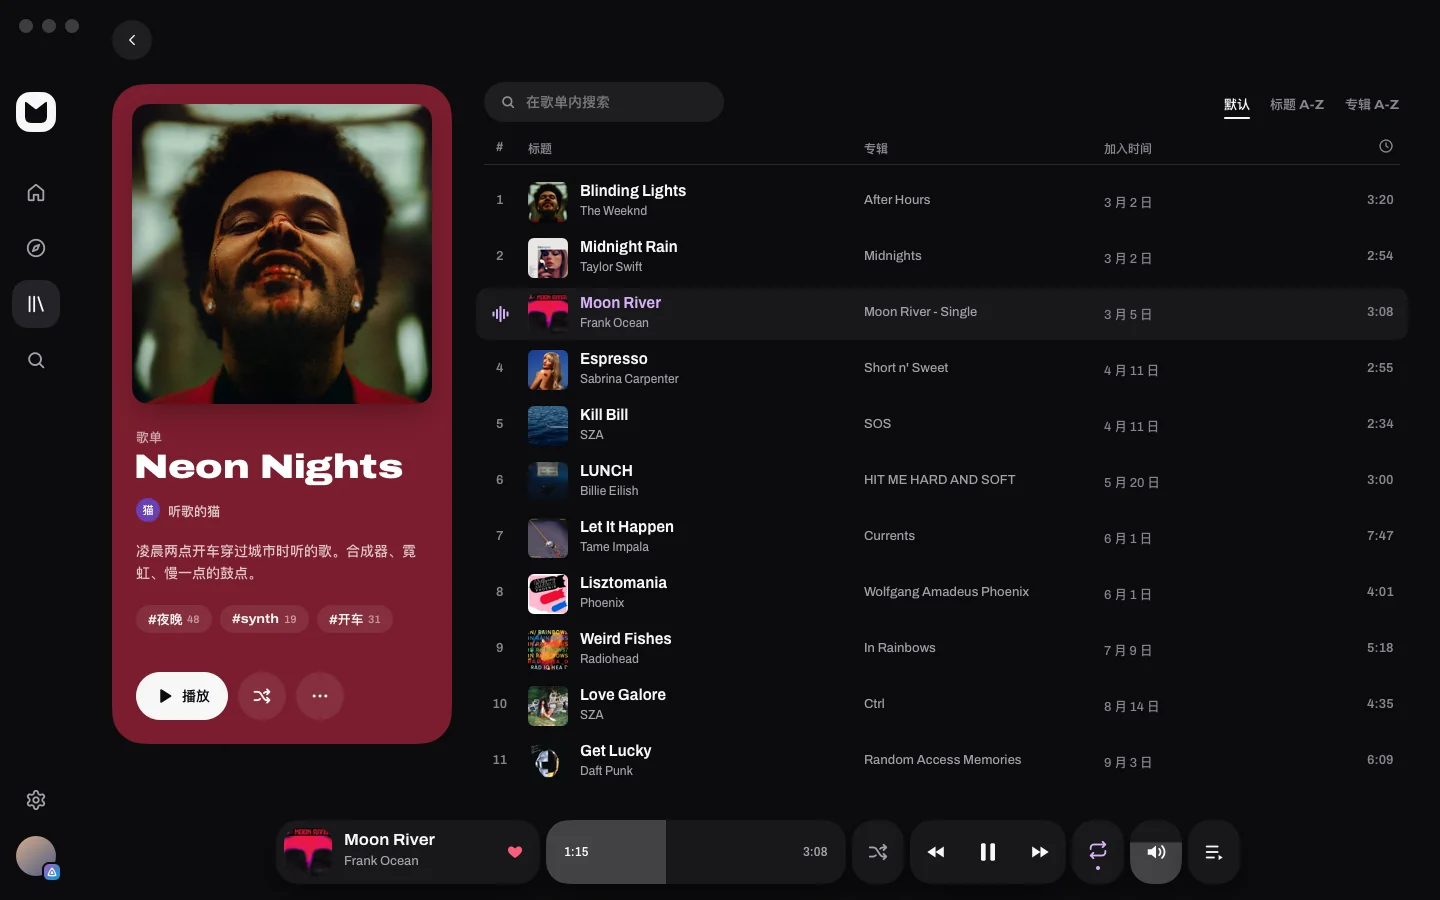 在歌单内搜索
默认 标题 A-Z 专辑 A-Z
歌单
Neon Nights
猫 听歌的猫
凌晨两点开车穿过城市时听的歌。合成器、霓
虹、慢一点的鼓点。
#夜晚 48 #synth 19 #开车 31
播放
# 标题 专辑 加入时间
1 Blinding Lights After Hours 3 月 2 日 3:20
The Weeknd
2 Midnight Rain Midnights 3 月 2 日 2:54
Taylor Swift
Moon River Moon River - Single 3 月 5 日 3:08
Frank Ocean
4 Espresso Short n' Sweet 4 月 11 日 2:55
Sabrina Carpenter
5 Kill Bill SOS 4 月 11 日 2:34
SZA
6 LUNCH HIT ME HARD AND SOFT 5 月 20 日 3:00
Billie Eilish
7 Let It Happen Currents 6 月 1 日 7:47
Tame Impala
8 Lisztomania Wolfgang Amadeus Phoenix 6 月 1 日 4:01
Phoenix
9 Weird Fishes In Rainbows 7 月 9 日 5:18
Radiohead
10 Love Galore Ctrl 8 月 14 日 4:35
SZA
11 Get Lucky Random Access Memories 9 月 3 日 6:09
Daft Punk
Moon River
Frank Ocean
1:15 3:08